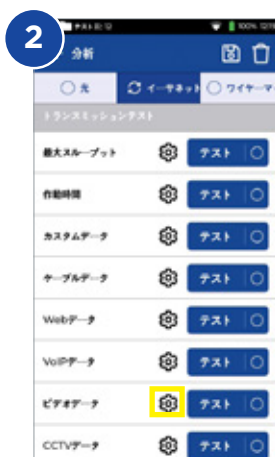 2
分析
光
イーサネット
ワイヤーマ
トランスミッションテスト
最大スループット
テスト
作動時間
テスト
カスタムデータ
テスト
ケーブルデータ
テスト
Webデータ
テスト
VoIPデータ
テスト
ビデオデータ
テスト
CCTVデータ
テスト